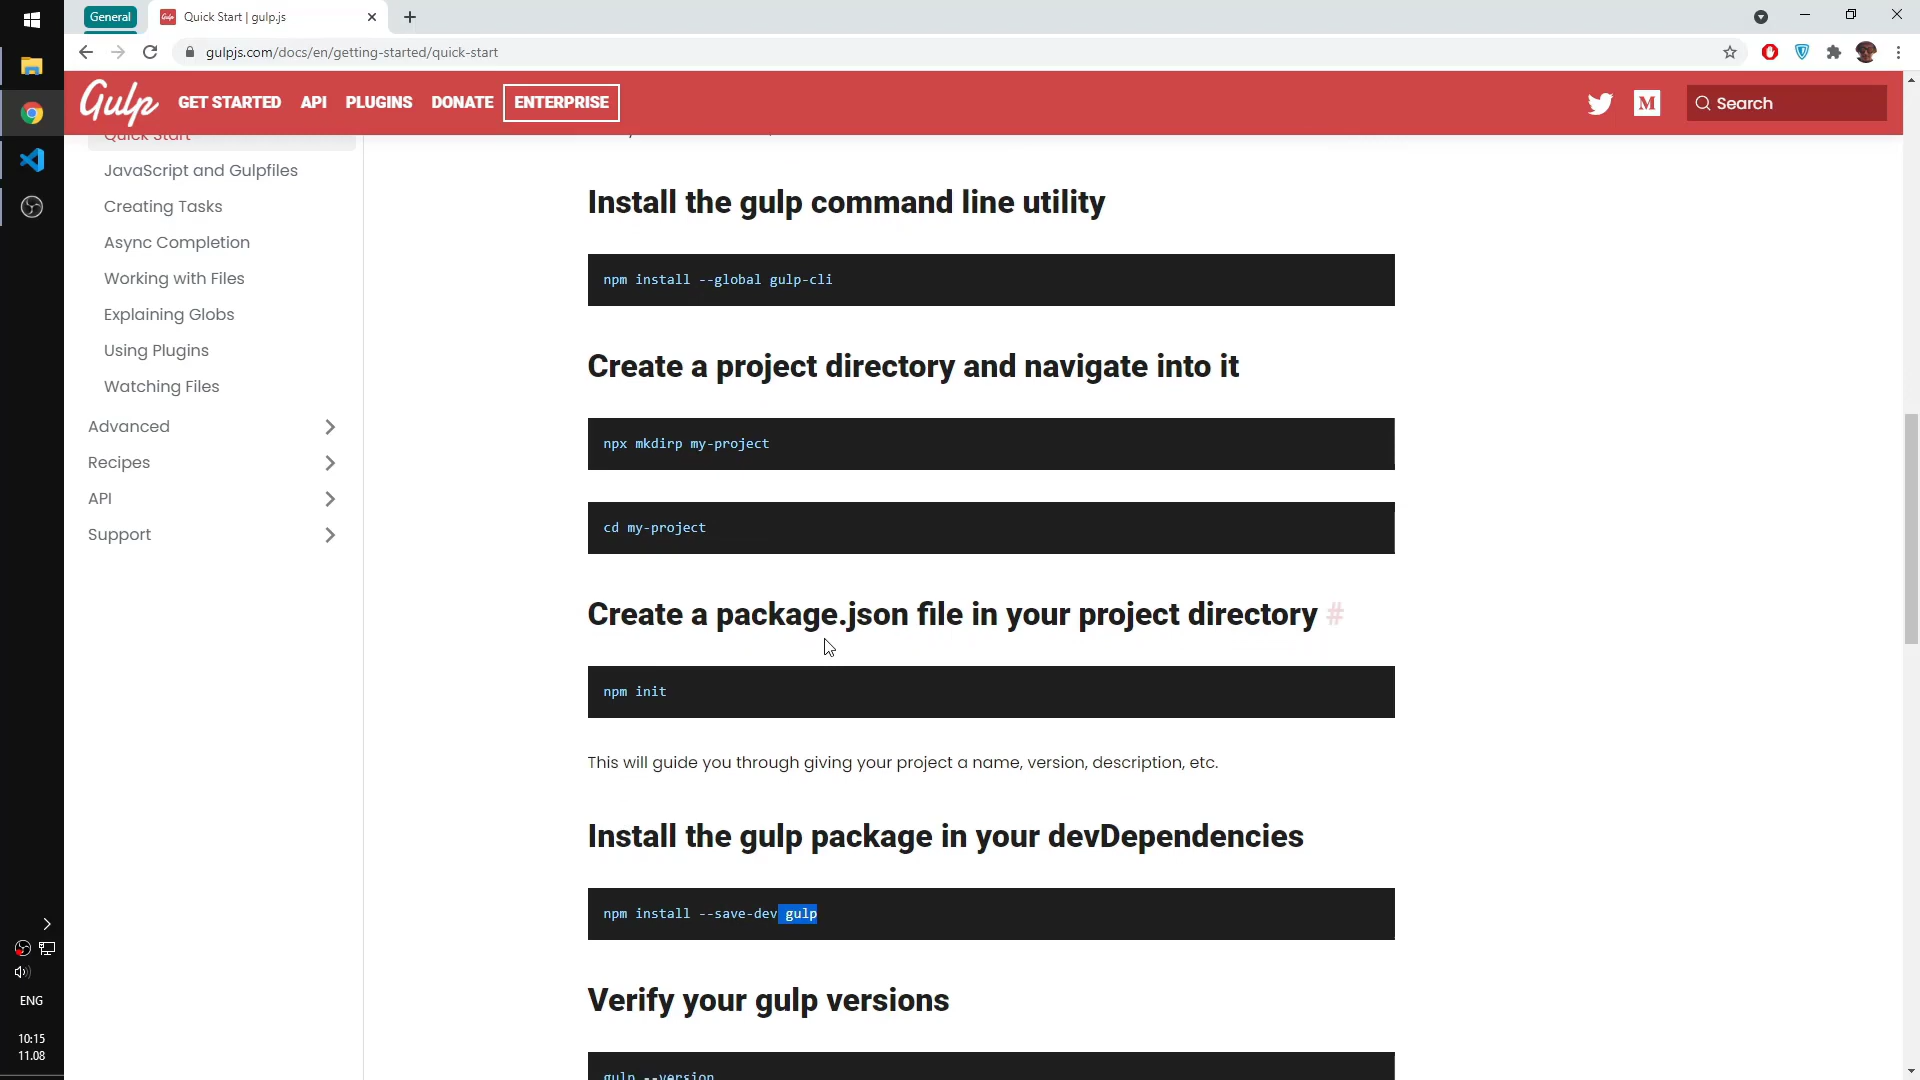 General
Quick Start | gulp.js
gulpjs.com/docs/en/getting-started/quick-start
Gulp
GET STARTED
API
PLUGINS
DONATE
ENTERPRISE
M
Search
Quick Start
JavaScript and Gulpfiles
Creating Tasks
Async Completion
Working with Files
Explaining Globs
Using Plugins
Watching Files
Advanced
Recipes
API
Support
Install the gulp command line utility
npm install --global gulp-cli
Create a project directory and navigate into it
npx mkdirp my-project
cd my-project
Create a package.json file in your project directory #
npm init
This will guide you through giving your project a name, version, description, etc.
Install the gulp package in your devDependencies
npm install --save-dev gulp
Verify your gulp versions
gulp --version
ENG
10:15
11.08